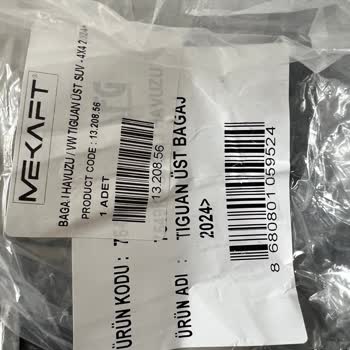 MEKAFT
BAGAJ HAVUZU / VW TIGUAN ÜST SUV - 4X4 2024>
PRODUCT CODE : 13.208.56
1 ADET
13.208.56
ÜRÜN KODU :
ÜRÜN ADI : TIGUAN ÜST BAGAJ
2024>
8 680801 059524